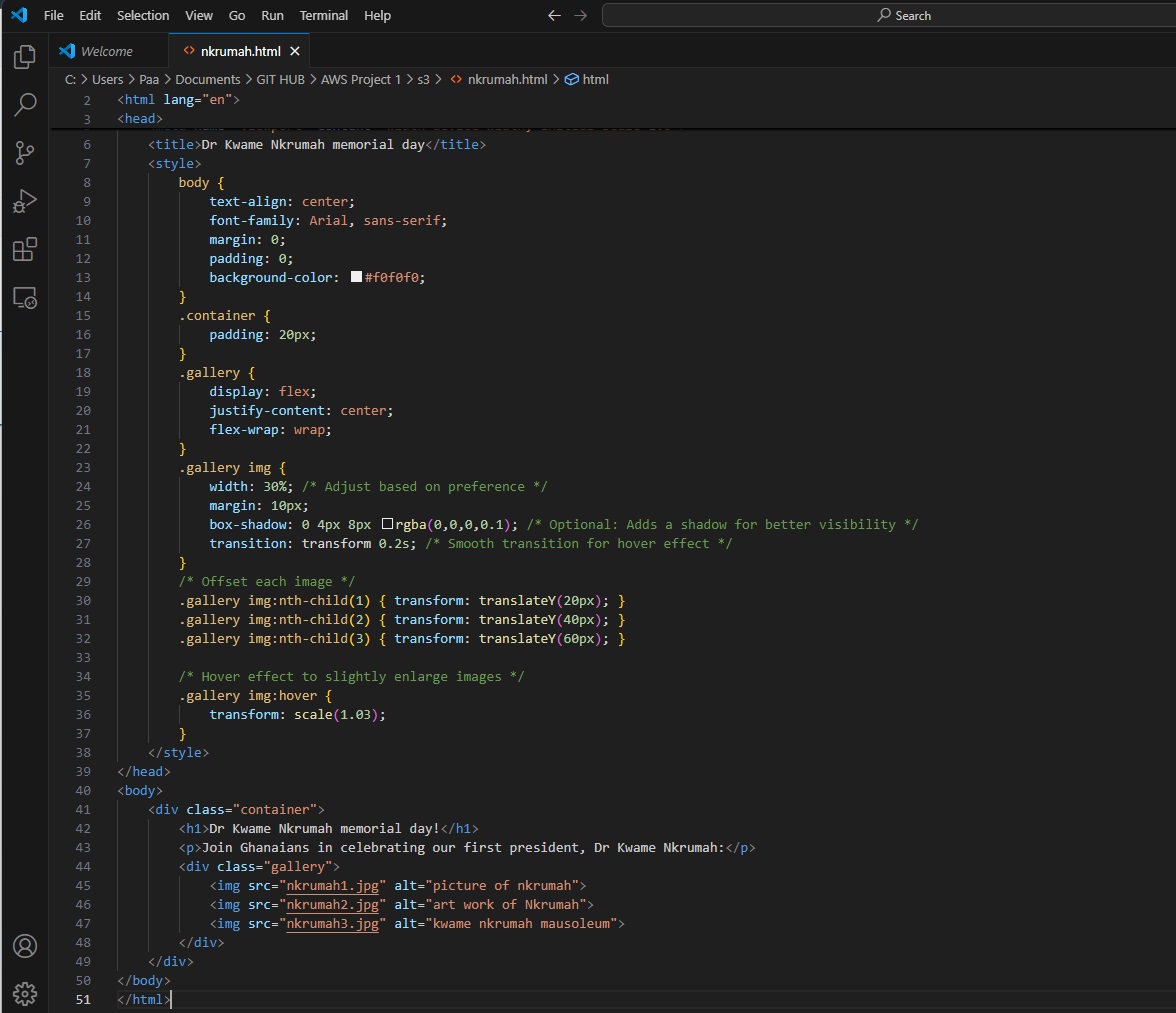 File Edit Selection View Go Run Terminal Help
Search
Welcome
nkrumah.html
C: > Users > Paa > Documents > GIT HUB > AWS Project 1 > s3 > nkrumah.html > html
2 <html lang="en">
3 <head>
6 <title>Dr Kwame Nkrumah memorial day</title>
7 <style>
8 body {
9 text-align: center;
10 font-family: Arial, sans-serif;
11 margin: 0;
12 padding: 0;
13 background-color: #f0f0f0;
14 }
15 .container {
16 padding: 20px;
17 }
18 .gallery {
19 display: flex;
20 justify-content: center;
21 flex-wrap: wrap;
22 }
23 .gallery img {
24 width: 30%; /* Adjust based on preference */
25 margin: 10px;
26 box-shadow: 0 4px 8px rgba(0,0,0,0.1); /* Optional: Adds a shadow for better visibility */
27 transition: transform 0.2s; /* Smooth transition for hover effect */
28 }
29 /* Offset each image */
30 .gallery img:nth-child(1) { transform: translateY(20px); }
31 .gallery img:nth-child(2) { transform: translateY(40px); }
32 .gallery img:nth-child(3) { transform: translateY(60px); }
33
34 /* Hover effect to slightly enlarge images */
35 .gallery img:hover {
36 transform: scale(1.03);
37 }
38 </style>
39 </head>
40 <body>
41 <div class="container">
42 <h1>Dr Kwame Nkrumah memorial day!</h1>
43 <p>Join Ghanaians in celebrating our first president, Dr Kwame Nkrumah:</p>
44 <div class="gallery">
45 <img src="nkrumah1.jpg" alt="picture of nkrumah">
46 <img src="nkrumah2.jpg" alt="art work of Nkrumah">
47 <img src="nkrumah3.jpg" alt="kwame nkrumah mausoleum">
48 </div>
49 </div>
50 </body>
51 </html>